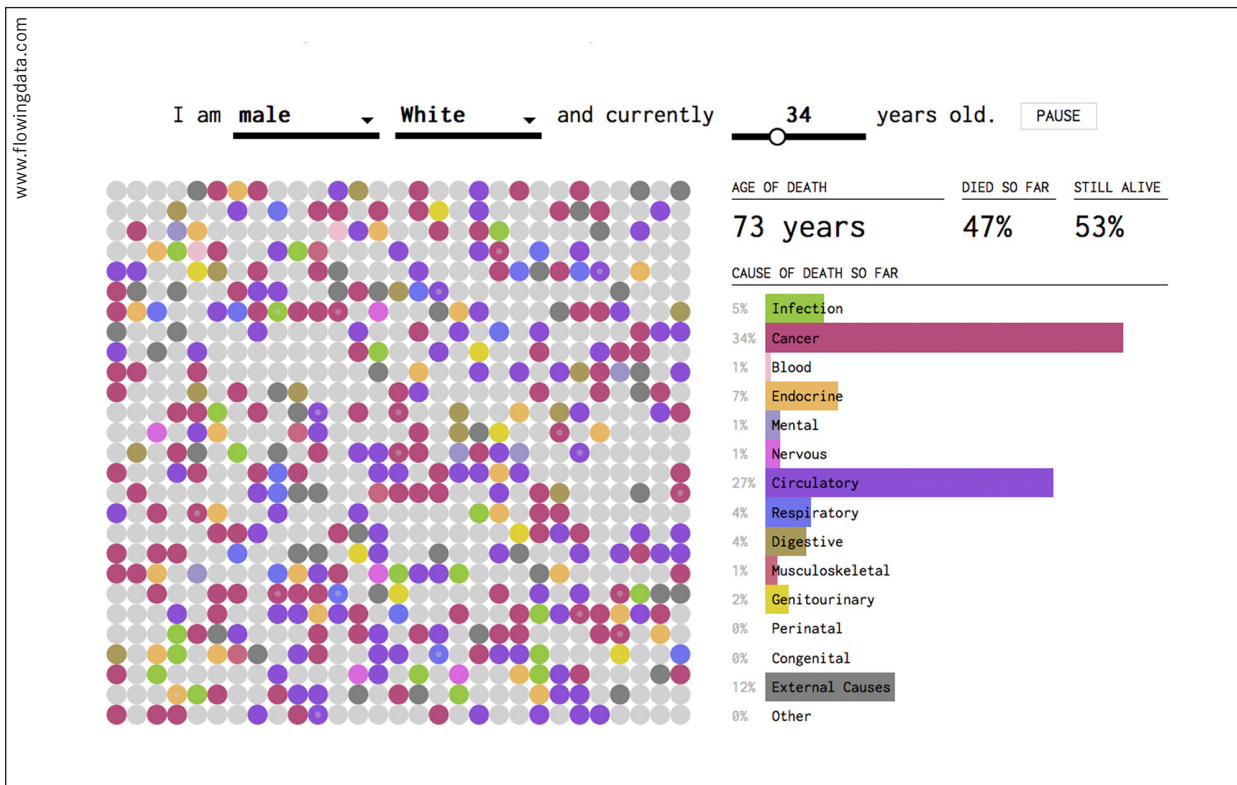 www.flowingdata.com
I am male White and currently 34 years old. PAUSE
AGE OF DEATH DIED SO FAR STILL ALIVE
73 years 47% 53%
CAUSE OF DEATH SO FAR
5% Infection
34% Cancer
1% Blood
7% Endocrine
1% Mental
1% Nervous
27% Circulatory
4% Respiratory
4% Digestive
1% Musculoskeletal
2% Genitourinary
0% Perinatal
0% Congenital
12% External Causes
0% Other